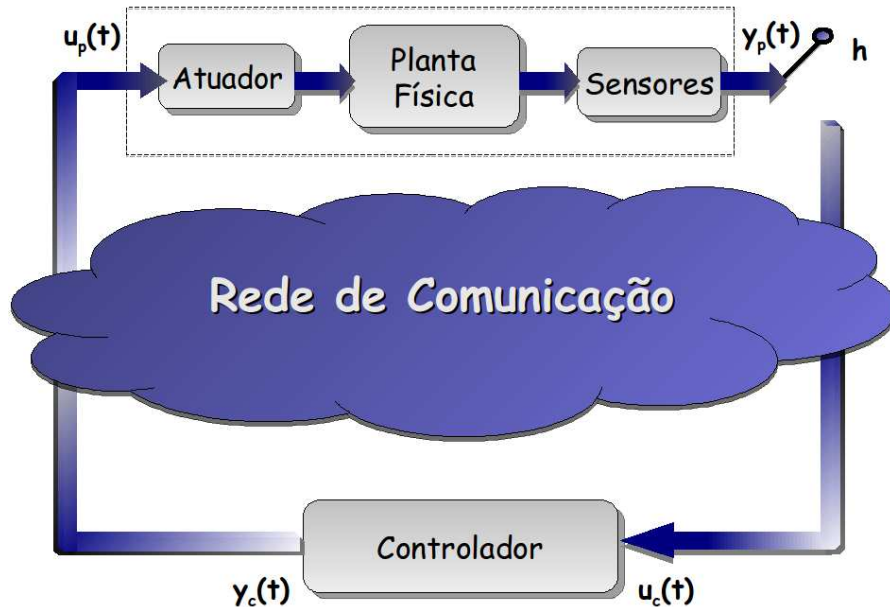 uₚ(t)
Atuador
Planta
Física
Sensores
yₚ(t)
h
Rede de Comunicação
Controlador
y꜀(t)
u꜀(t)